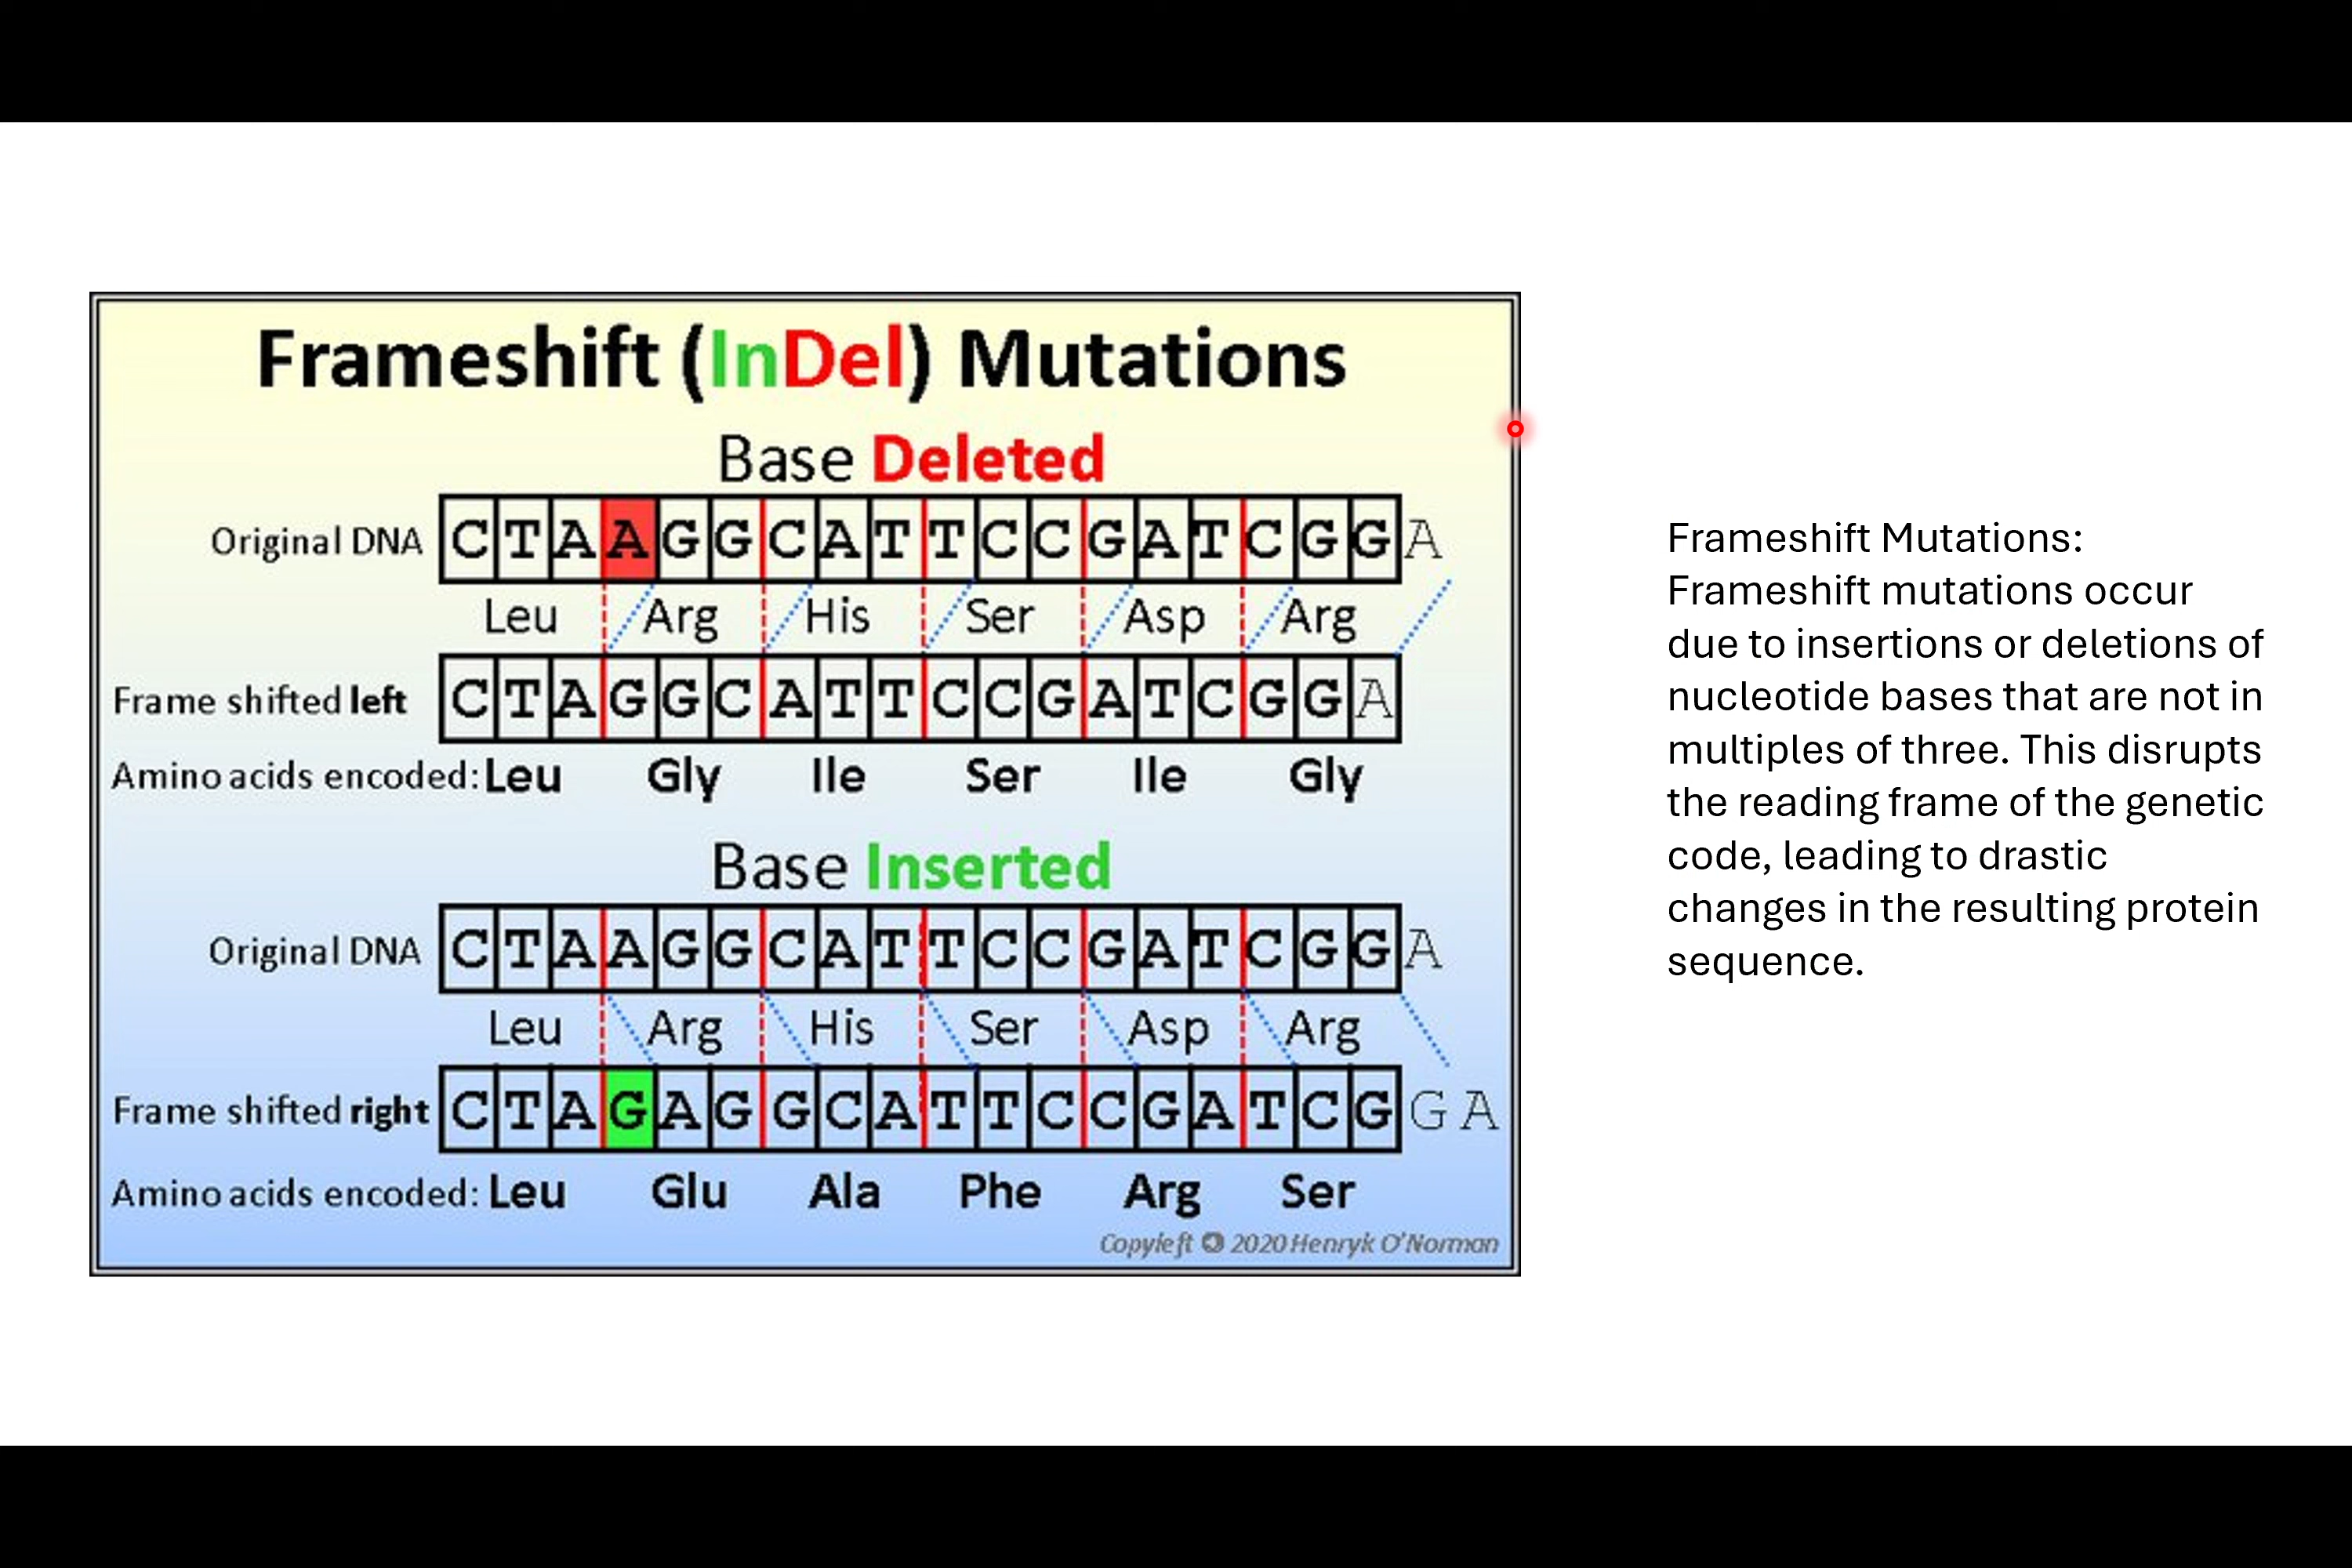 Frameshift (InDel) Mutations
Base Deleted
Original DNA C T A A G G C A T T C C G A T C G G A
Leu Arg His Ser Asp Arg
Frame shifted left C T A G G C A T T C C G A T C G G A
Amino acids encoded: Leu Gly Ile Ser Ile Gly
Base Inserted
Original DNA C T A A G G C A T T C C G A T C G G A
Leu Arg His Ser Asp Arg
Frame shifted right C T A G A G G C A T T C C G A T C G G A
Amino acids encoded: Leu Glu Ala Phe Arg Ser
Copyleft 2020 Henryk O'Norman
Frameshift Mutations:
Frameshift mutations occur
due to insertions or deletions of
nucleotide bases that are not in
multiples of three. This disrupts
the reading frame of the genetic
code, leading to drastic
changes in the resulting protein
sequence.